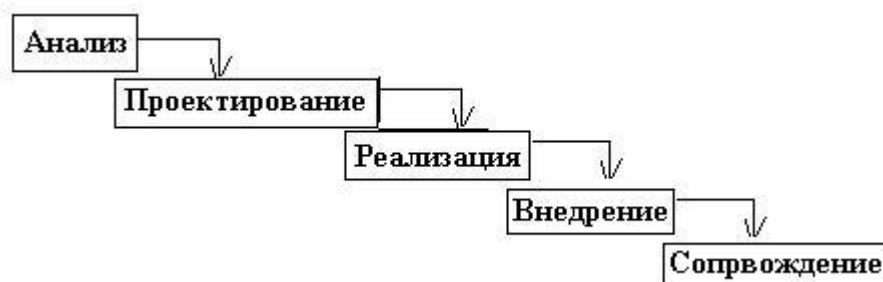 Анализ
Проектирование
Реализация
Внедрение
Сопрвождение